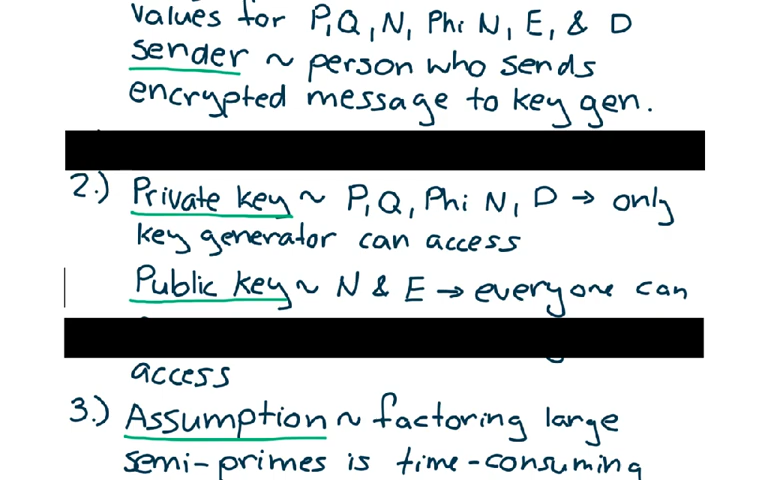 values for P, Q, N, Phi N, E, & D
sender ~ person who sends
encrypted message to key gen.
2.) Private key ~ P, Q, Phi N, D → only
key generator can access
Public key ~ N & E → everyone can
access
3.) Assumption ~ factoring large
semi-primes is time-consuming